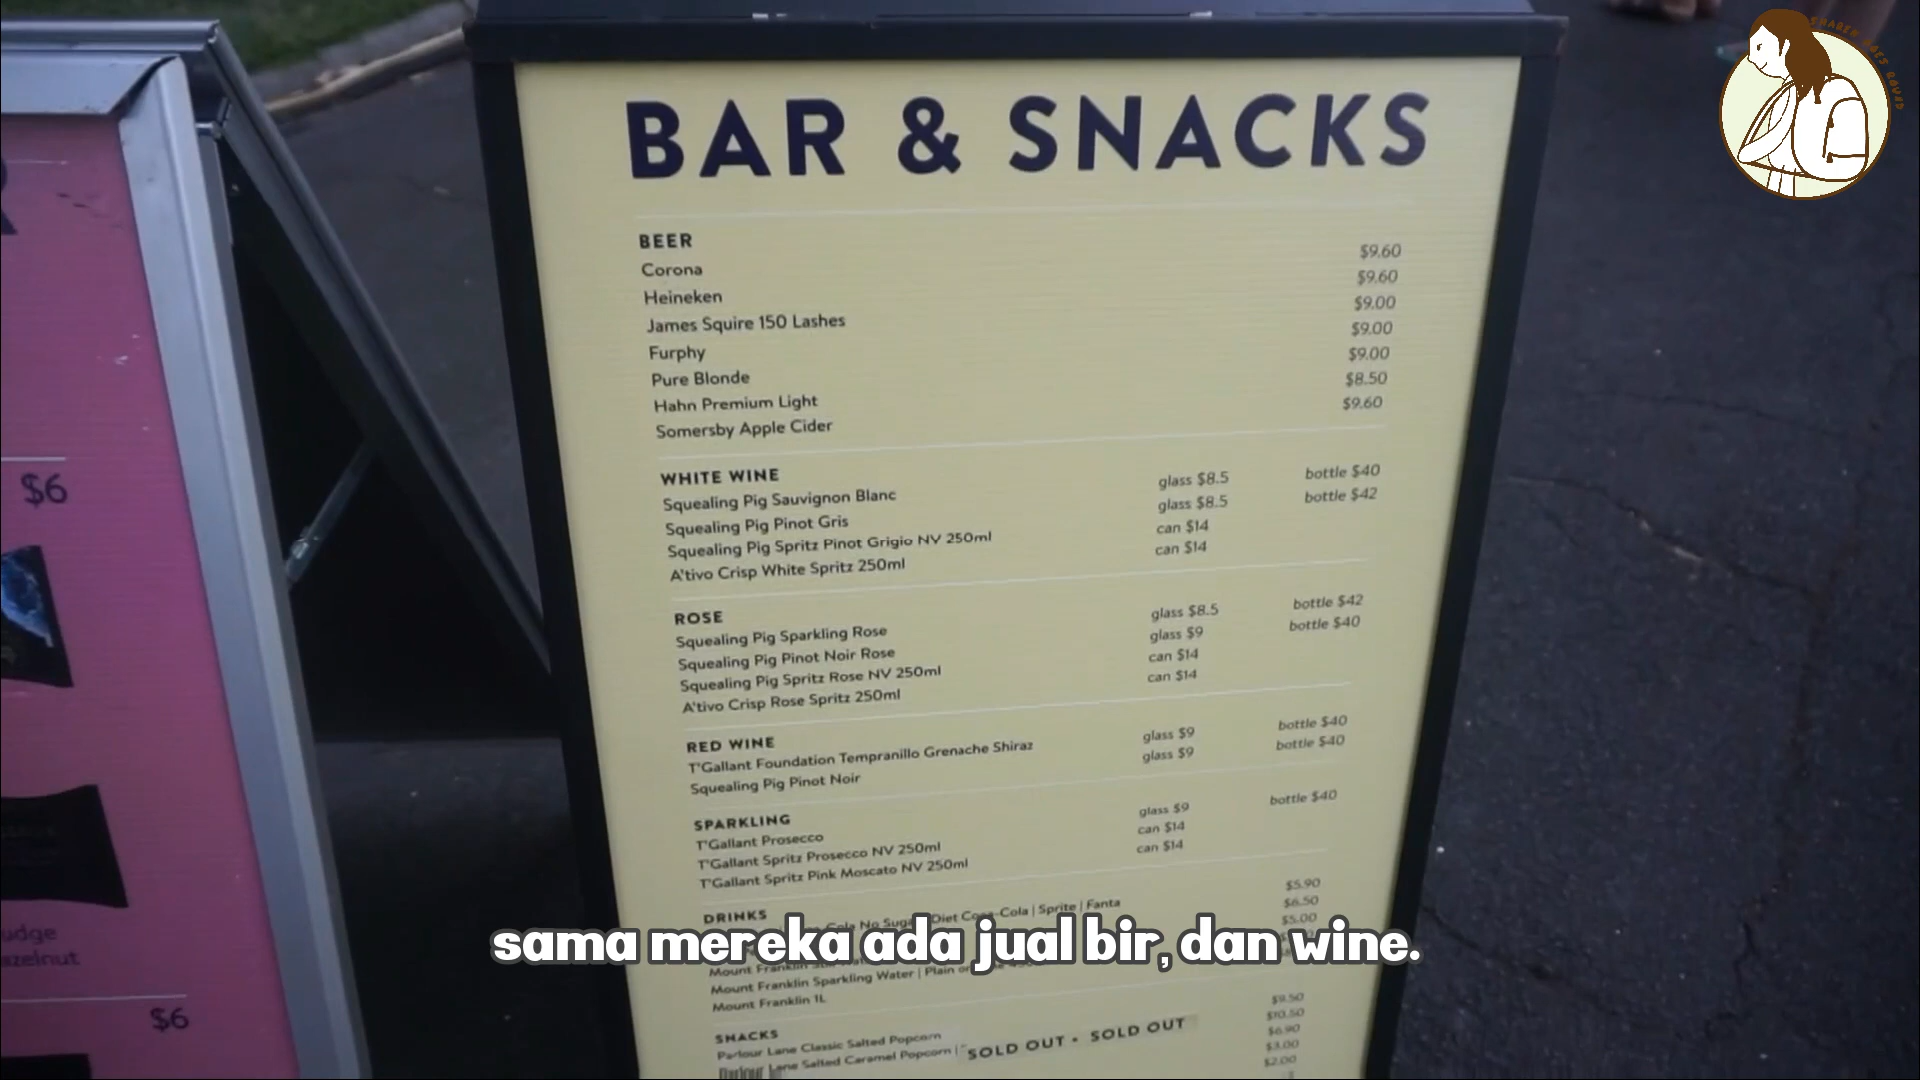 SHAREN GOES ROUND
BAR & SNACKS
BEER
Corona $9.60
Heineken $9.60
James Squire 150 Lashes $9.00
Furphy $9.00
Pure Blonde $9.00
Hahn Premium Light $8.50
Somersby Apple Cider $9.60
WHITE WINE
Squealing Pig Sauvignon Blanc glass $8.5 bottle $40
Squealing Pig Pinot Gris glass $8.5 bottle $42
Squealing Pig Spritz Pinot Grigio NV 250ml can $14
A'tivo Crisp White Spritz 250ml can $14
ROSE
Squealing Pig Sparkling Rose glass $8.5 bottle $42
Squealing Pig Pinot Noir Rose glass $9 bottle $40
Squealing Pig Spritz Rose NV 250ml can $14
A'tivo Crisp Rose Spritz 250ml can $14
RED WINE
T'Gallant Foundation Tempranillo Grenache Shiraz glass $9 bottle $40
Squealing Pig Pinot Noir glass $9 bottle $40
SPARKLING
T'Gallant Prosecco glass $9 bottle $40
T'Gallant Spritz Prosecco NV 250ml can $14
T'Gallant Spritz Pink Moscato NV 250ml can $14
DRINKS
Cola No Sugar Diet Coca-Cola | Sprite | Fanta $5.90
$6.50
$5.00
Mount Franklin
Mount Franklin Sparkling Water | Plain
Mount Franklin 1L
SNACKS
Parlour Lane Classic Salted Popcorn $9.50
Lane Salted Caramel Popcorn | $10.50
SOLD OUT • SOLD OUT
$6.90
$3.00
$2.00
$6
udge
azelnut
$6
sama mereka ada jual bir, dan wine.